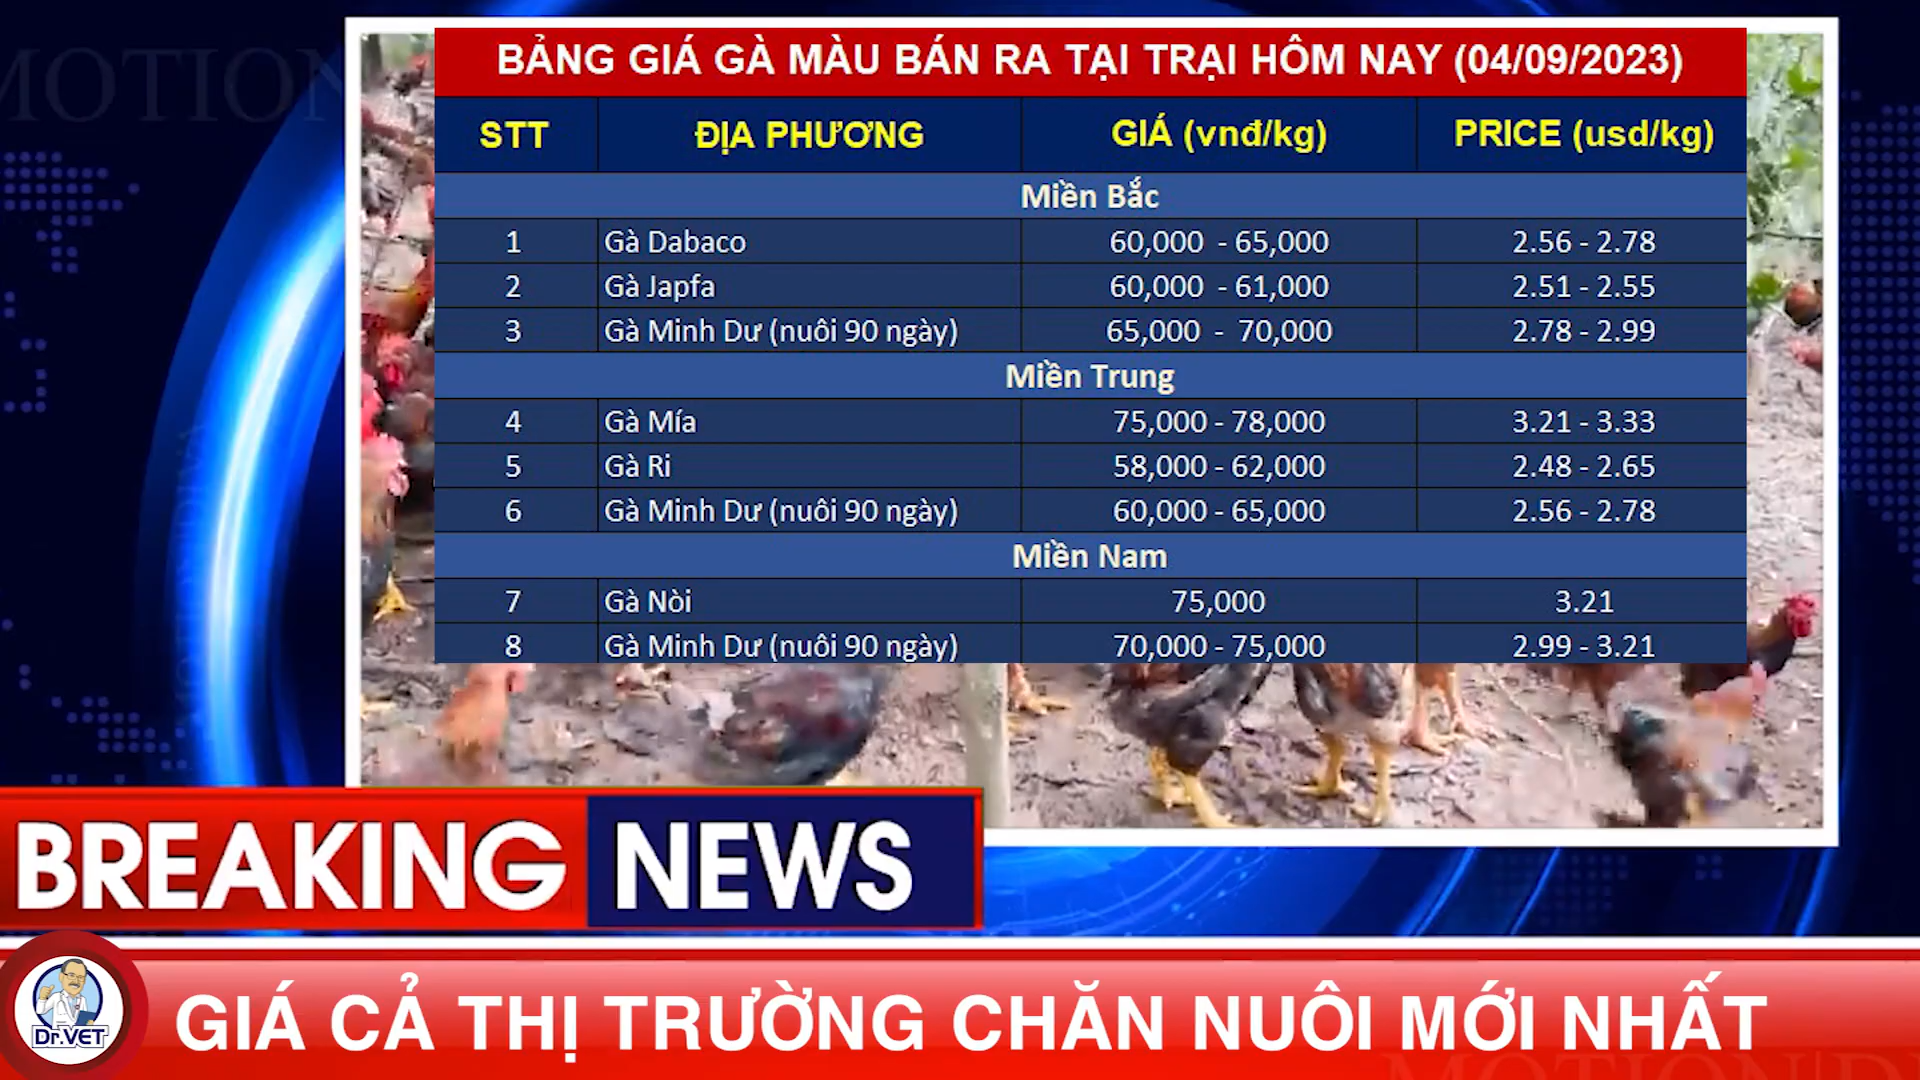 MOTION
BẢNG GIÁ GÀ MÀU BÁN RA TẠI TRẠI HÔM NAY (04/09/2023)
STT ĐỊA PHƯƠNG GIÁ (vnđ/kg) PRICE (usd/kg)
Miền Bắc
1 Gà Dabaco 60,000 - 65,000 2.56 - 2.78
2 Gà Japfa 60,000 - 61,000 2.51 - 2.55
3 Gà Minh Dư (nuôi 90 ngày) 65,000 - 70,000 2.78 - 2.99
Miền Trung
4 Gà Mía 75,000 - 78,000 3.21 - 3.33
5 Gà Ri 58,000 - 62,000 2.48 - 2.65
6 Gà Minh Dư (nuôi 90 ngày) 60,000 - 65,000 2.56 - 2.78
Miền Nam
7 Gà Nòi 75,000 3.21
8 Gà Minh Dư (nuôi 90 ngày) 70,000 - 75,000 2.99 - 3.21
BREAKING NEWS
Dr.VET
GIÁ CẢ THỊ TRƯỜNG CHĂN NUÔI MỚI NHẤT